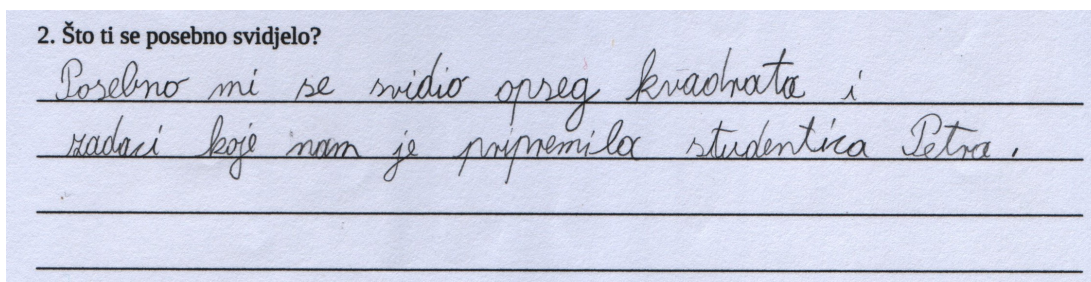 2. Što ti se posebno svidjelo?
Posebno mi se svidio opseg kvadrata i
zadaci koje nam je pripremila studentica Petra.